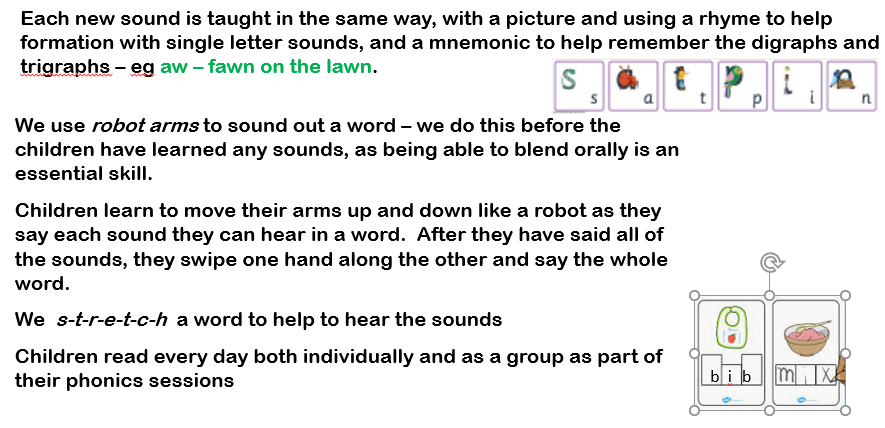 Each new sound is taught in the same way, with a picture and using a rhyme to help
formation with single letter sounds, and a mnemonic to help remember the digraphs and
trigraphs – eg aw – fawn on the lawn.
s s a a t t p p i i n n
We use robot arms to sound out a word – we do this before the
children have learned any sounds, as being able to blend orally is an
essential skill.
Children learn to move their arms up and down like a robot as they
say each sound they can hear in a word. After they have said all of
the sounds, they swipe one hand along the other and say the whole
word.
We s-t-r-e-t-c-h a word to help to hear the sounds
Children read every day both individually and as a group as part of
their phonics sessions
b i b m i x